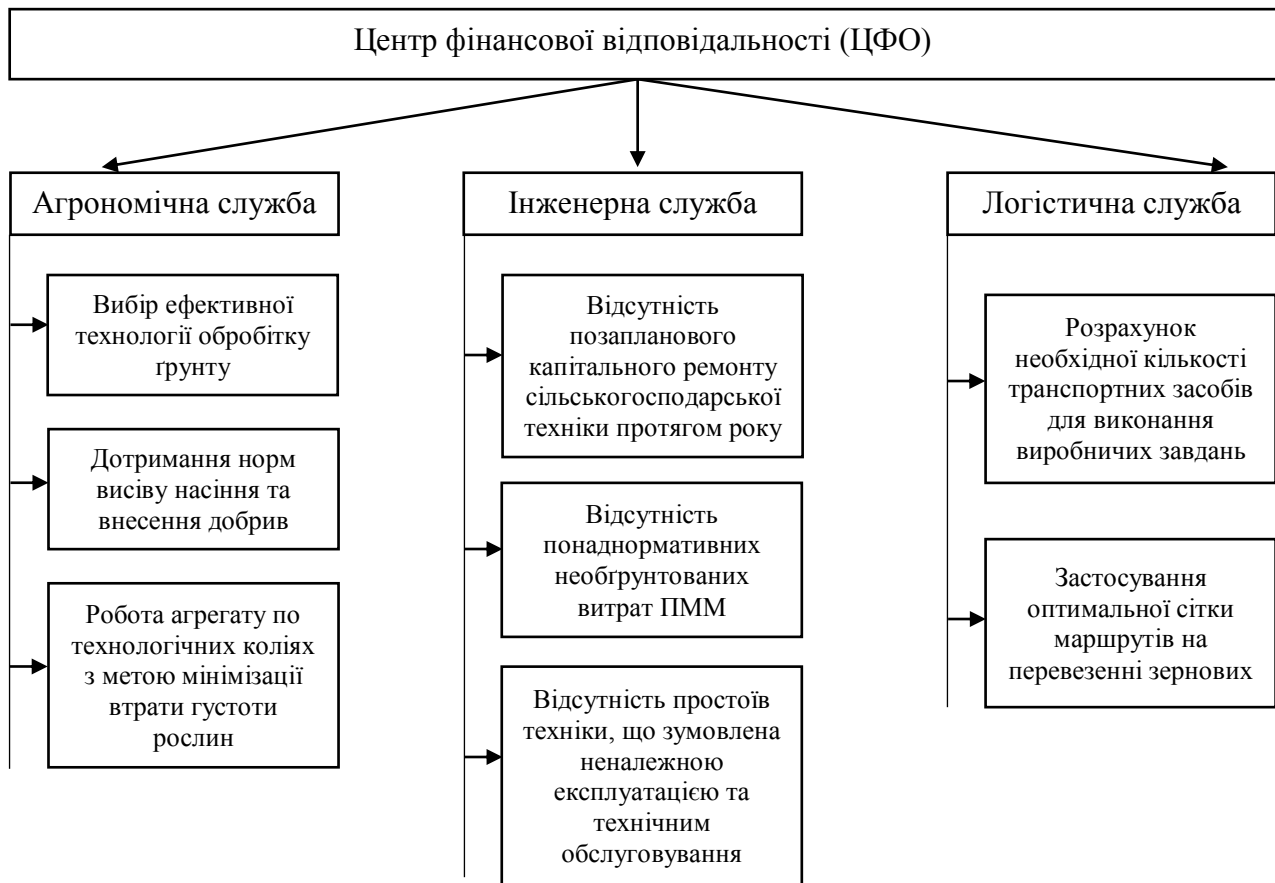 Центр фінансової відповідальності (ЦФО)
Агрономічна служба
Вибір ефективної
технології обробітку
ґрунту
Дотримання норм
висіву насіння та
внесення добрив
Робота агрегату по
технологічних коліях
з метою мінімізації
втрати густоти
рослин
Інженерна служба
Відсутність
позапланового
капітального ремонту
сільськогосподарської
техніки протягом року
Відсутність
понаднормативних
необґрунтованих
витрат ПММ
Відсутність простоїв
техніки, що зумовлена
неналежною
експлуатацією та
технічним
обслуговування
Логістична служба
Розрахунок
необхідної кількості
транспортних засобів
для виконання
виробничих завдань
Застосування
оптимальної сітки
маршрутів на
перевезенні зернових